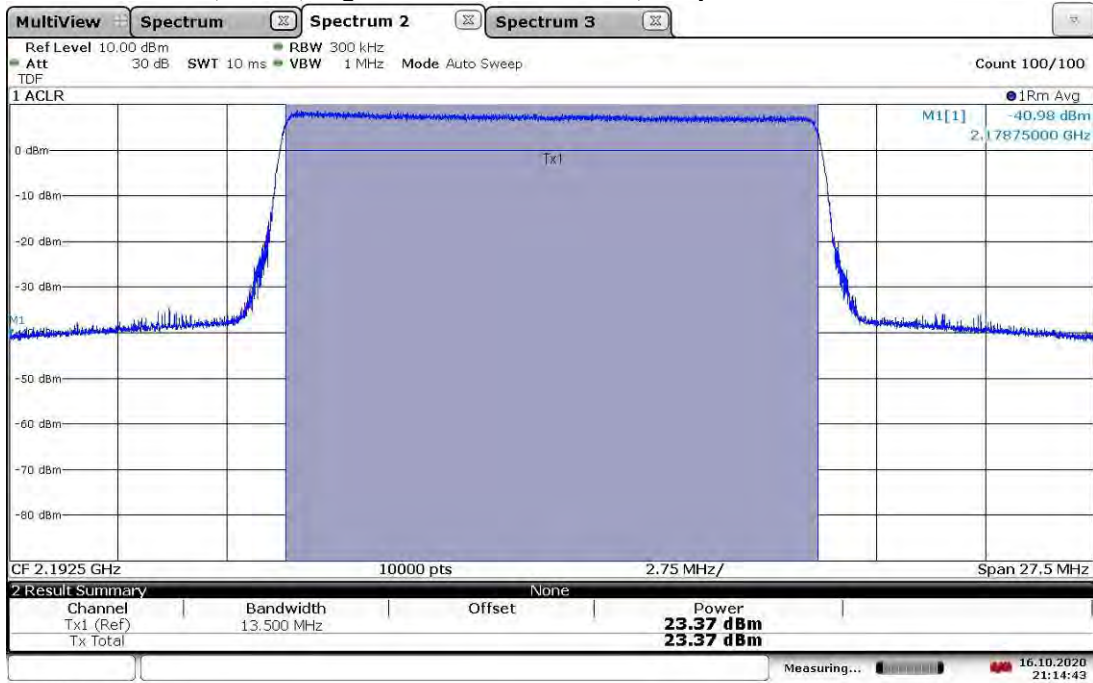 MultiView Spectrum Spectrum 2 Spectrum 3
Ref Level 10.00 dBm RBW 300 kHz
Att 30 dB SWT 10 ms VBW 1 MHz Mode Auto Sweep Count 100/100
TDF
1 ACLR 1Rm Avg
M1[1] -40.98 dBm
2.17875000 GHz
0 dBm
Tx1
-10 dBm
-20 dBm
-30 dBm
M1
-50 dBm
-60 dBm
-70 dBm
-80 dBm
CF 2.1925 GHz 10000 pts 2.75 MHz/ Span 27.5 MHz
2 Result Summary None
Channel Bandwidth Offset Power
Tx1 (Ref) 13.500 MHz 23.37 dBm
Tx Total 23.37 dBm
Measuring... 16.10.2020
21:14:43